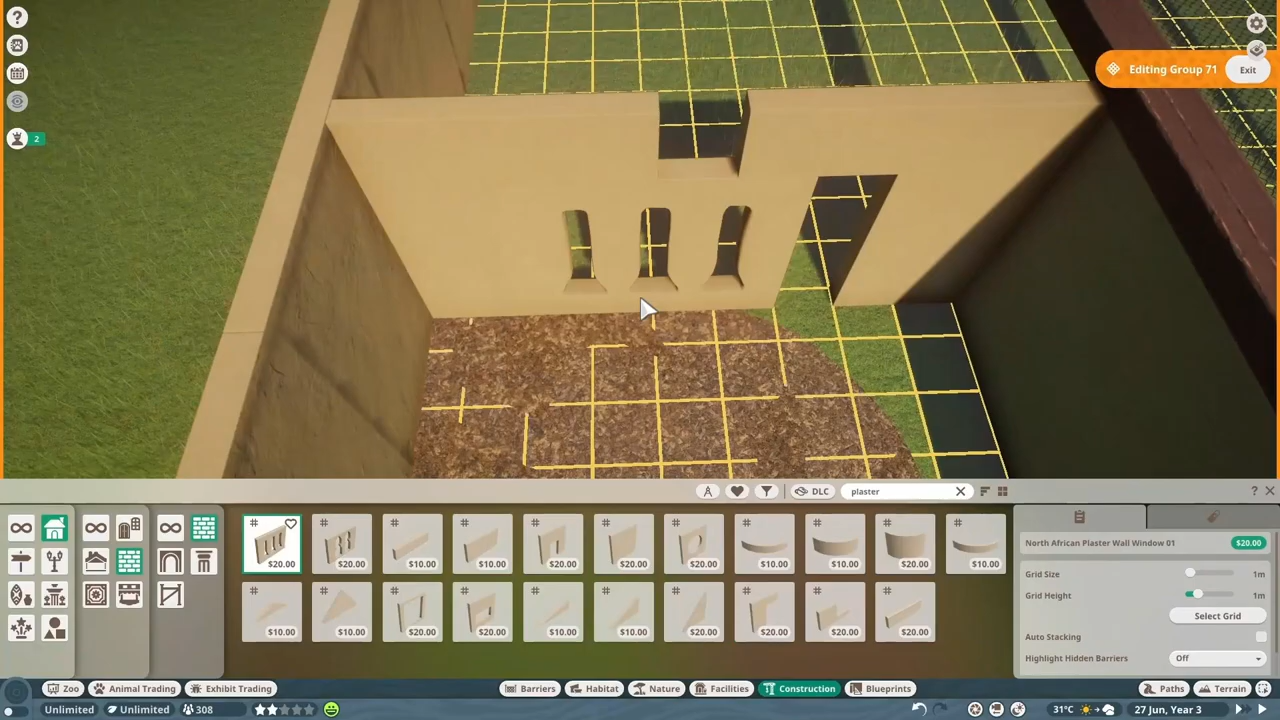 ?
Editing Group 71
Exit
2
DLC
plaster
? ×
$20.00
$20.00
$10.00
$10.00
$20.00
$20.00
$20.00
$10.00
$10.00
$20.00
$10.00
$10.00
$10.00
$20.00
$20.00
$10.00
$10.00
$20.00
$20.00
$20.00
$20.00
North African Plaster Wall Window 01
$20.00
Grid Size 1m
Grid Height 1m
Select Grid
Auto Stacking
Highlight Hidden Barriers Off
Zoo Animal Trading Exhibit Trading Barriers Habitat Nature Facilities Construction Blueprints Paths Terrain
Unlimited Unlimited 308 31°C 27 Jun, Year 3